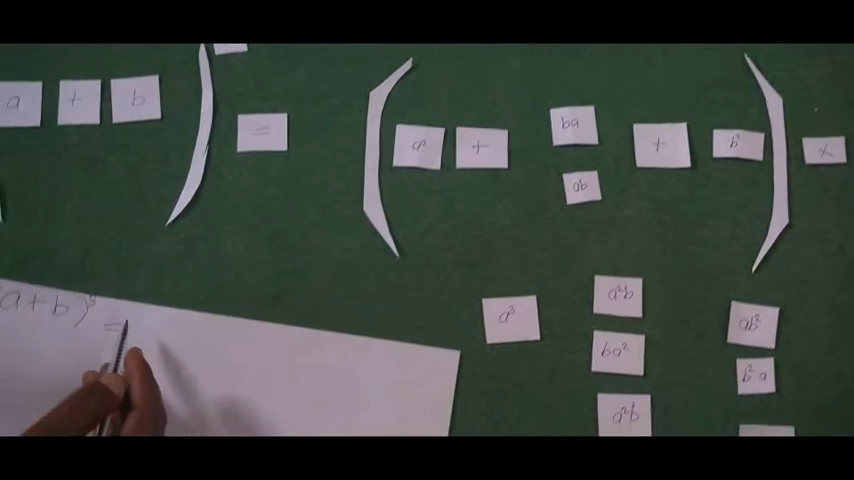 a + b ) = ( a² + ba + b² ) x
ab
a³ a²b ab²
(a+b)³ =
ba² b²a
a²b